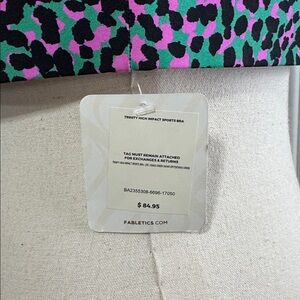 TRINITY HIGH IMPACT SPORTS BRA
TAG MUST REMAIN ATTACHED
FOR EXCHANGES & RETURNS
BA2355308-6696-17050
$ 84.95
FABLETICS.COM